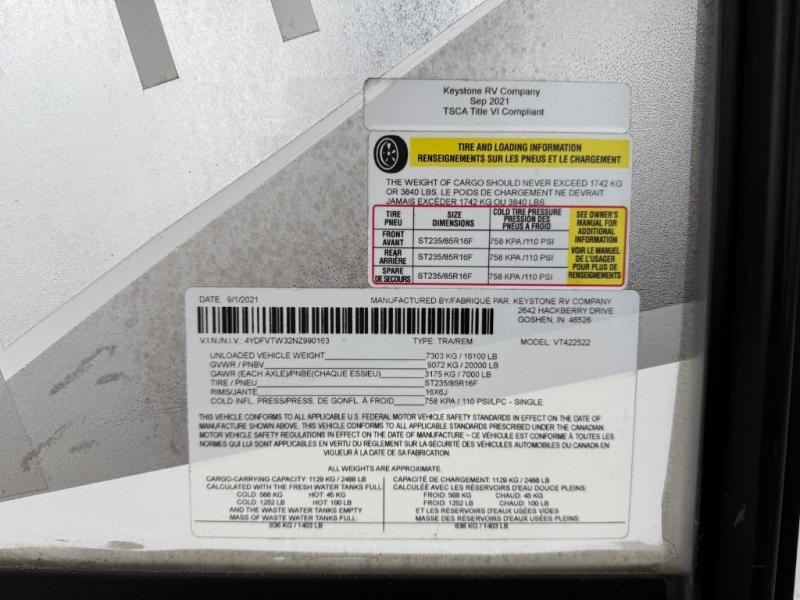 Keystone RV Company
Sep 2021
TSCA Title VI Compliant
TIRE AND LOADING INFORMATION
RENSEIGNEMENTS SUR LES PNEUS ET LE CHARGEMENT
THE WEIGHT OF CARGO SHOULD NEVER EXCEED 1742 KG
OR 3840 LBS. LE POIDS DE CHARGEMENT NE DEVRAIT
JAMAIS EXCÉDER 1742 KG OU 3840 LBS.
TIRE PNEU
SIZE DIMENSIONS
COLD TIRE PRESSURE PRESSION DES PNEUS À FROID
SEE OWNER'S MANUAL FOR ADDITIONAL INFORMATION
VOIR LE MANUEL DE L'USAGER POUR PLUS DE RENSEIGNEMENTS
FRONT AVANT ST235/85R16F 758 KPA /110 PSI
REAR ARRIÈRE ST235/85R16F 758 KPA /110 PSI
SPARE DE SECOURS ST235/85R16F 758 KPA /110 PSI
DATE: 9/1/2021 MANUFACTURED BY/FABRIQUÉ PAR: KEYSTONE RV COMPANY
2642 HACKBERRY DRIVE
GOSHEN, IN 46526
V.I.N./N.I.V.: 4YDFVTW32NZ990163 TYPE: TRA/REM MODEL: VT422522
UNLOADED VEHICLE WEIGHT 7303 KG / 16100 LB
GVWR / PNBV 9072 KG / 20000 LB
GAWR (EACH AXLE)/PNBE(CHAQUE ESSIEU) 3175 KG / 7000 LB
TIRE / PNEU ST235/85R16F
RIMS/JANTE 16X6J
COLD INFL. PRESS/PRESS. DE GONFL. À FROID 758 KPA / 110 PSI/LPC - SINGLE
THIS VEHICLE CONFORMS TO ALL APPLICABLE U.S. FEDERAL MOTOR VEHICLE SAFETY STANDARDS IN EFFECT ON THE DATE OF
MANUFACTURE SHOWN ABOVE. THIS VEHICLE CONFORMS TO ALL APPLICABLE STANDARDS PRESCRIBED UNDER THE CANADIAN
MOTOR VEHICLE SAFETY REGULATIONS IN EFFECT ON THE DATE OF MANUFACTURE ~ CE VÉHICULE EST CONFORME À TOUTES LES
NORMES QUI LUI SONT APPLICABLES EN VERTU DU RÈGLEMENT SUR LA SÉCURITÉ DES VÉHICULES AUTOMOBILES DU CANADA EN
VIGUEUR À LA DATE DE SA FABRICATION.
ALL WEIGHTS ARE APPROXIMATE.
CARGO-CARRYING CAPACITY: 1129 KG / 2488 LB
CALCULATED WITH THE FRESH WATER TANKS FULL:
COLD: 568 KG HOT: 45 KG
COLD: 1252 LB HOT: 100 LB
AND THE WASTE WATER TANKS EMPTY
MASS OF WASTE WATER TANKS FULL:
636 KG / 1403 LB
CAPACITÉ DE CHARGEMENT: 1129 KG / 2488 LB
CALCULÉE AVEC LES RÉSERVOIRS D'EAU DOUCE PLEINS:
FROID: 568 KG CHAUD: 45 KG
FROID: 1252 LB CHAUD: 100 LB
ET LES RÉSERVOIRS D'EAUX USÉES VIDES
MASSE DES RÉSERVOIRS D'EAUX USÉES PLEINS:
636 KG / 1403 LB